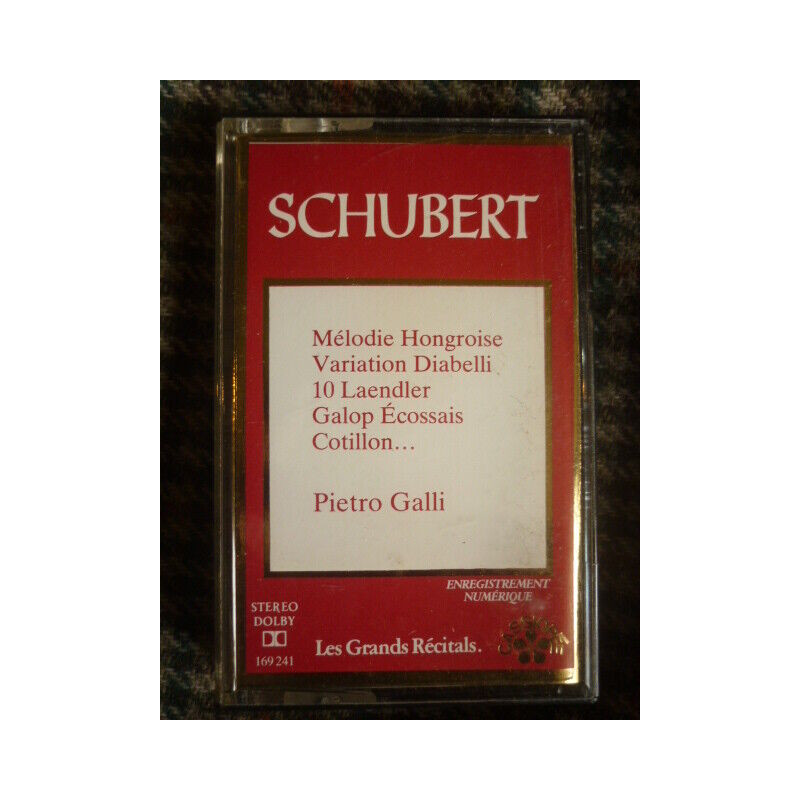 SCHUBERT
Mélodie Hongroise
Variation Diabelli
10 Laendler
Galop Écossais
Cotillon...
Pietro Galli
ENREGISTREMENT
NUMÉRIQUE
STEREO
DOLBY
169 241
Les Grands Récitals.